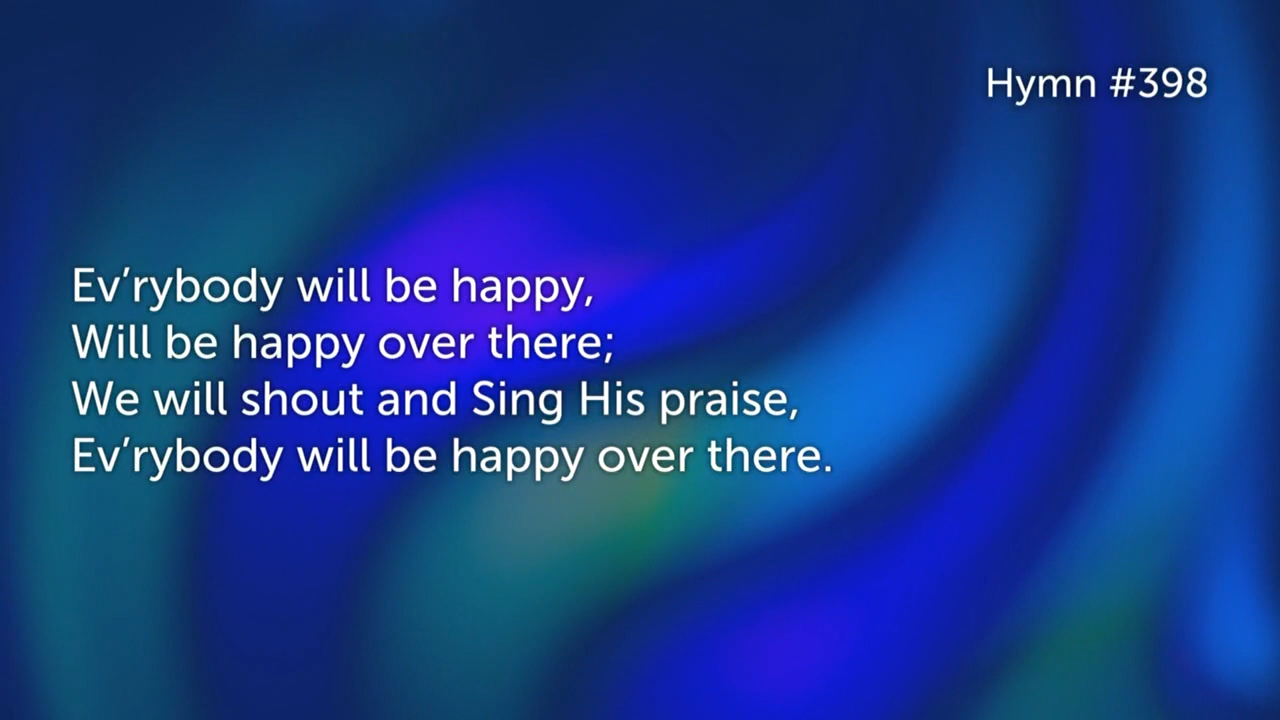 Hymn #398
Ev’rybody will be happy,
Will be happy over there;
We will shout and Sing His praise,
Ev’rybody will be happy over there.